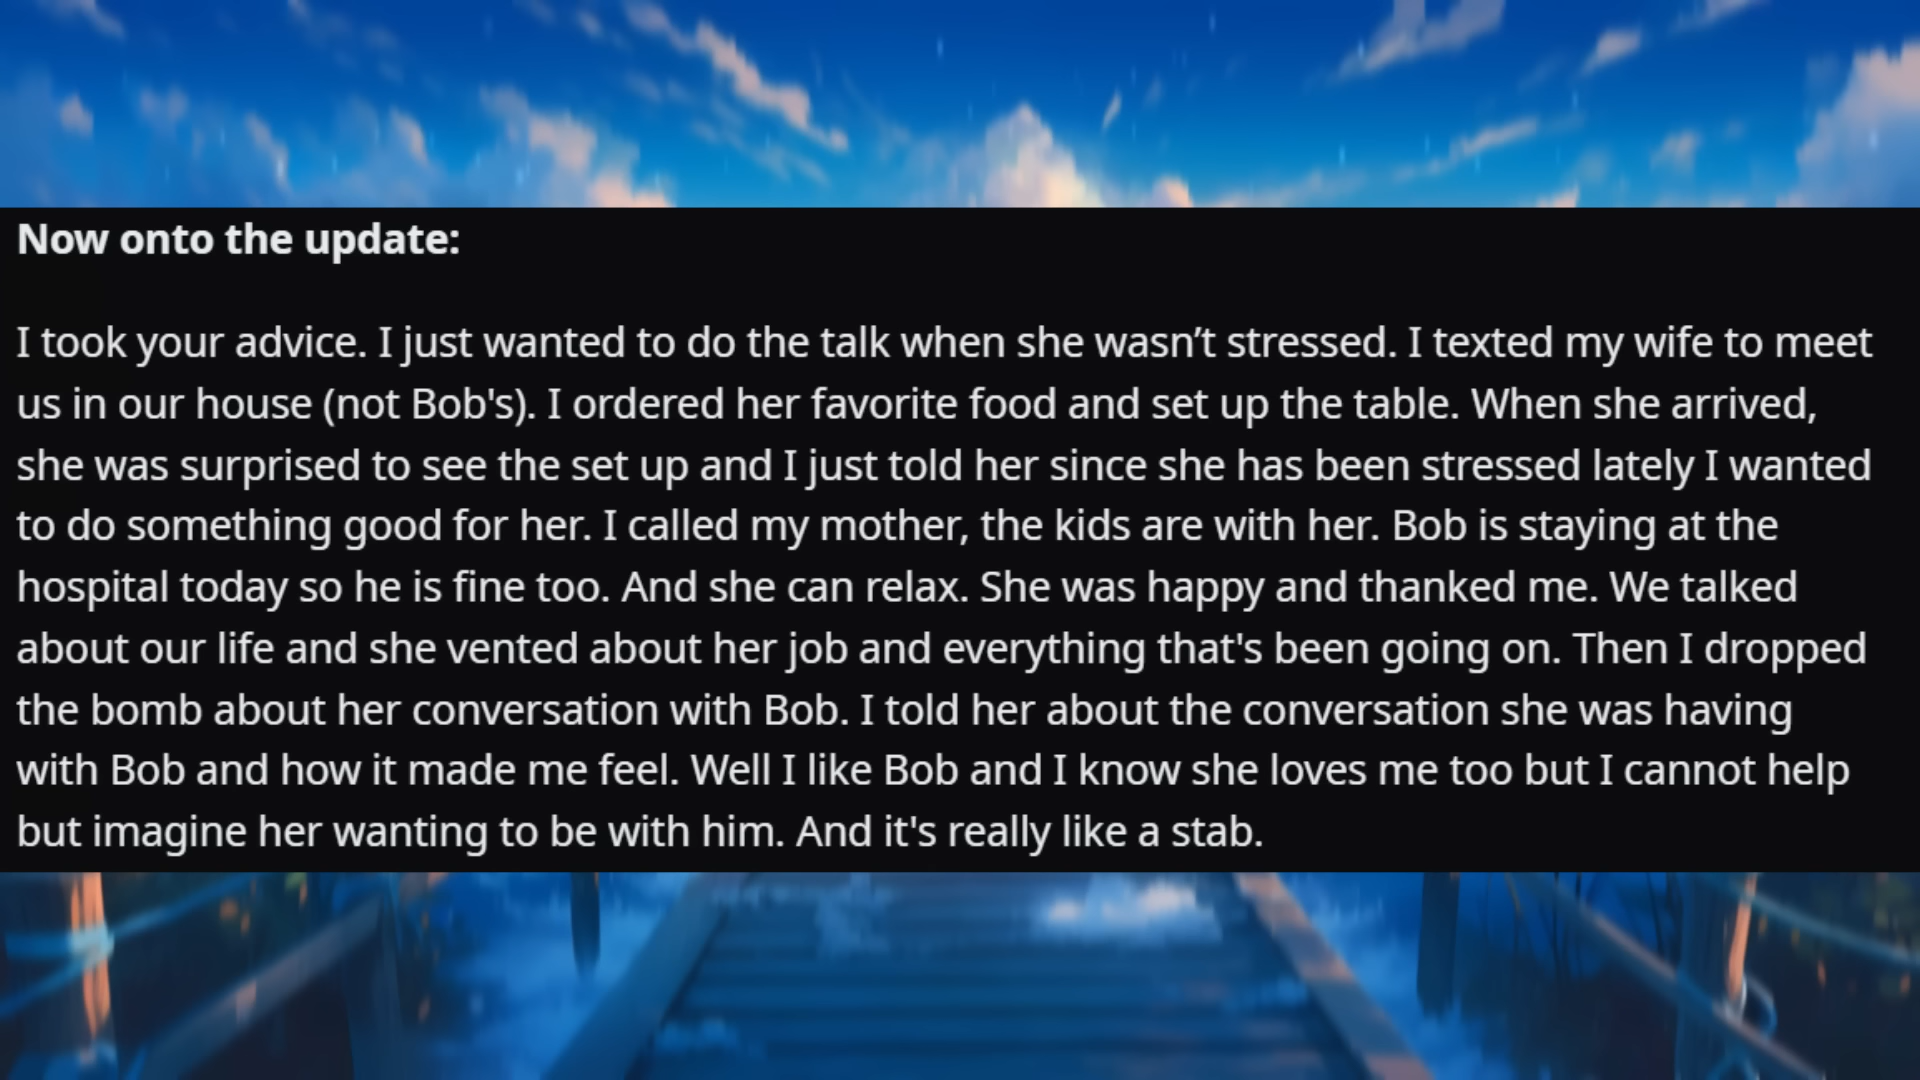 Now onto the update:
I took your advice. I just wanted to do the talk when she wasn’t stressed. I texted my wife to meet
us in our house (not Bob's). I ordered her favorite food and set up the table. When she arrived,
she was surprised to see the set up and I just told her since she has been stressed lately I wanted
to do something good for her. I called my mother, the kids are with her. Bob is staying at the
hospital today so he is fine too. And she can relax. She was happy and thanked me. We talked
about our life and she vented about her job and everything that's been going on. Then I dropped
the bomb about her conversation with Bob. I told her about the conversation she was having
with Bob and how it made me feel. Well I like Bob and I know she loves me too but I cannot help
but imagine her wanting to be with him. And it's really like a stab.